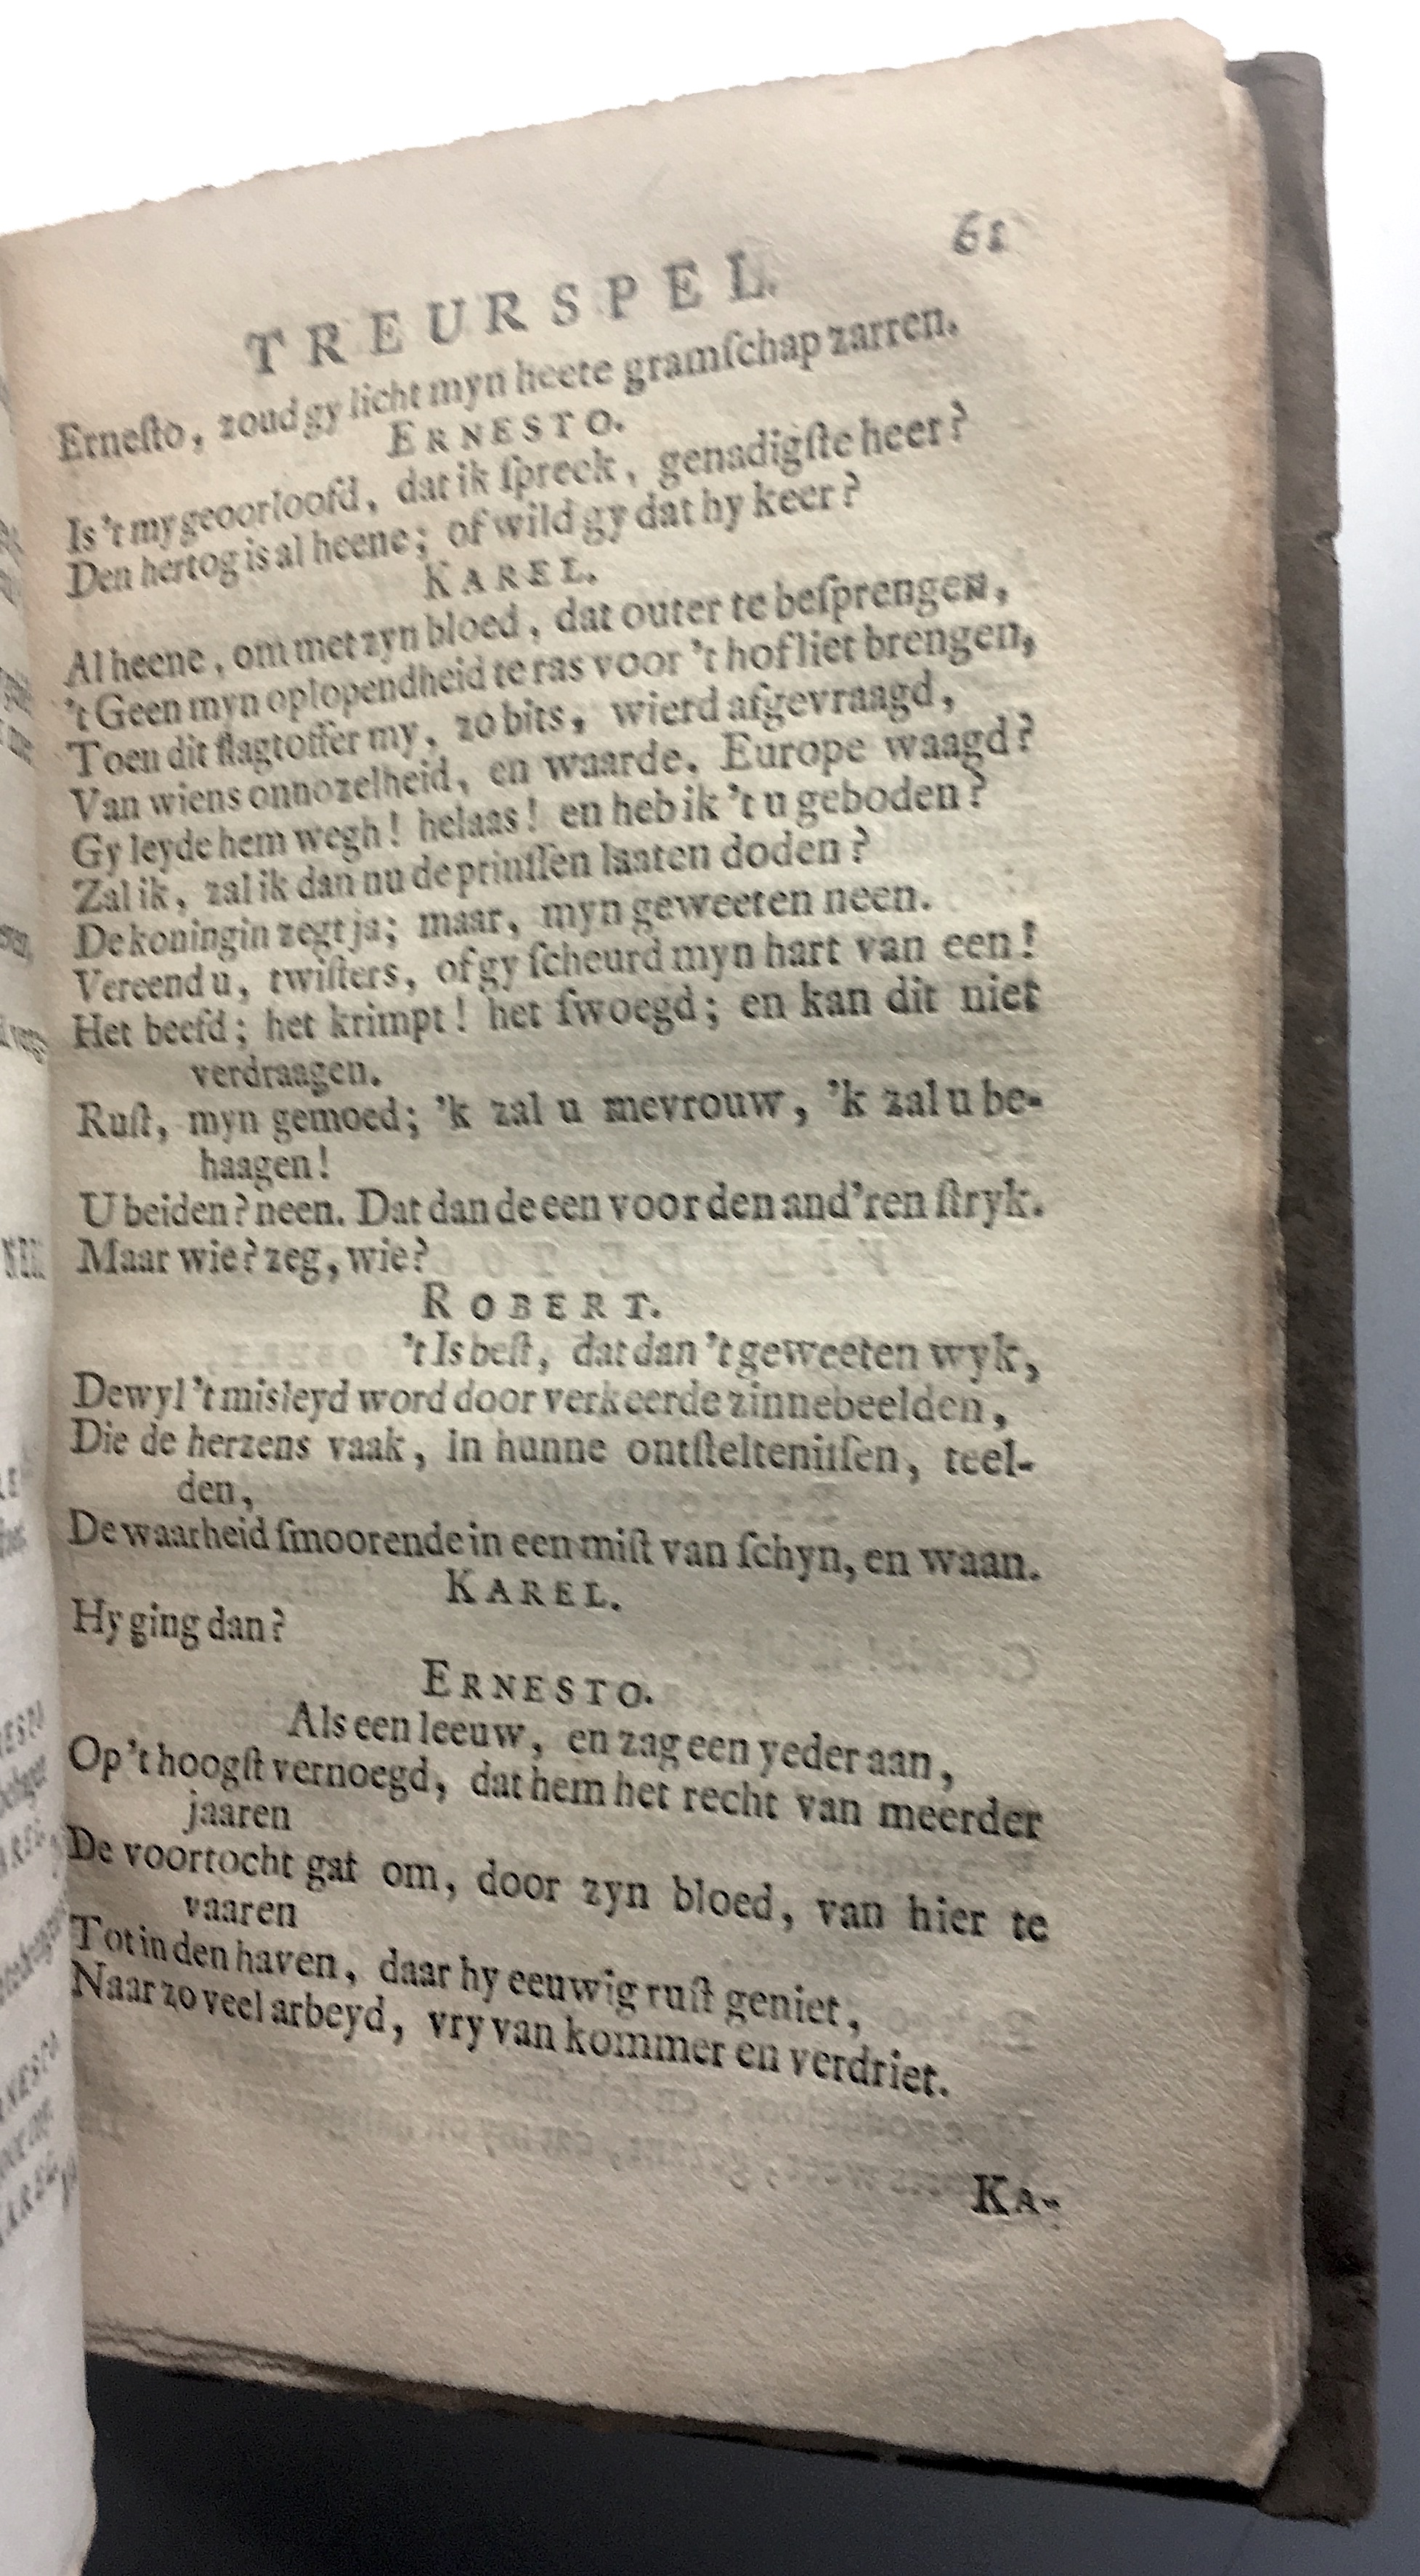 61
TREURSPEL.
Erneſto, zoud gy licht myn heete gramſchap zarren.
ERNESTO.
Is 't my geoorloofd, dat ik ſpreek, genadigſte heer?
Den hertog is al heene; of wild gy dat hy keer?
KAREL.
Al heene, om met zyn bloed, dat outer te beſprengen,
't Geen myn oplopendheid te ras voor 't hof liet brengen,
Toen dit ſlagtoffer my, zo bits, wierd afgevraagd,
Van wiens onnozelheid, en waarde. Europe waagd?
Gy leyde hem wegh! helaas! en heb ik 't u geboden?
Zal ik, zal ik dan nu de prinſſen laaten doden?
De koningin zegt ja; maar, myn geweeten neen.
Vereend u, twiſters, of gy ſcheurd myn hart van een!
Het beefd; het krimpt! het ſwoegd; en kan dit niet
verdraagen.
Ruſt, myn gemoed; 'k zal u mevrouw, 'k zal u be-
haagen!
U beiden? neen. Dat dan de een voor den and'ren ſtryk.
Maar wie? zeg, wie?
ROBERT.
't Is beſt, dat dan 't geweeten wyk,
Dewyl 't misleyd word door verkeerde zinnebeelden,
Die de herzens vaak, in hunne ontſteltenitſen, teel-
den,
De waarheid ſmoorende in een miſt van ſchyn, en waan.
KAREL.
Hy ging dan?
ERNESTO.
Als een leeuw, en zag een yeder aan,
Op 't hoogſt vernoegd, dat hem het recht van meerder
jaaren
De voortocht gaf om, door zyn bloed, van hier te
vaaren
Tot in den haven, daar hy eeuwig ruſt geniet,
Naar zo veel arbeyd, vry van kommer en verdriet.
KA-